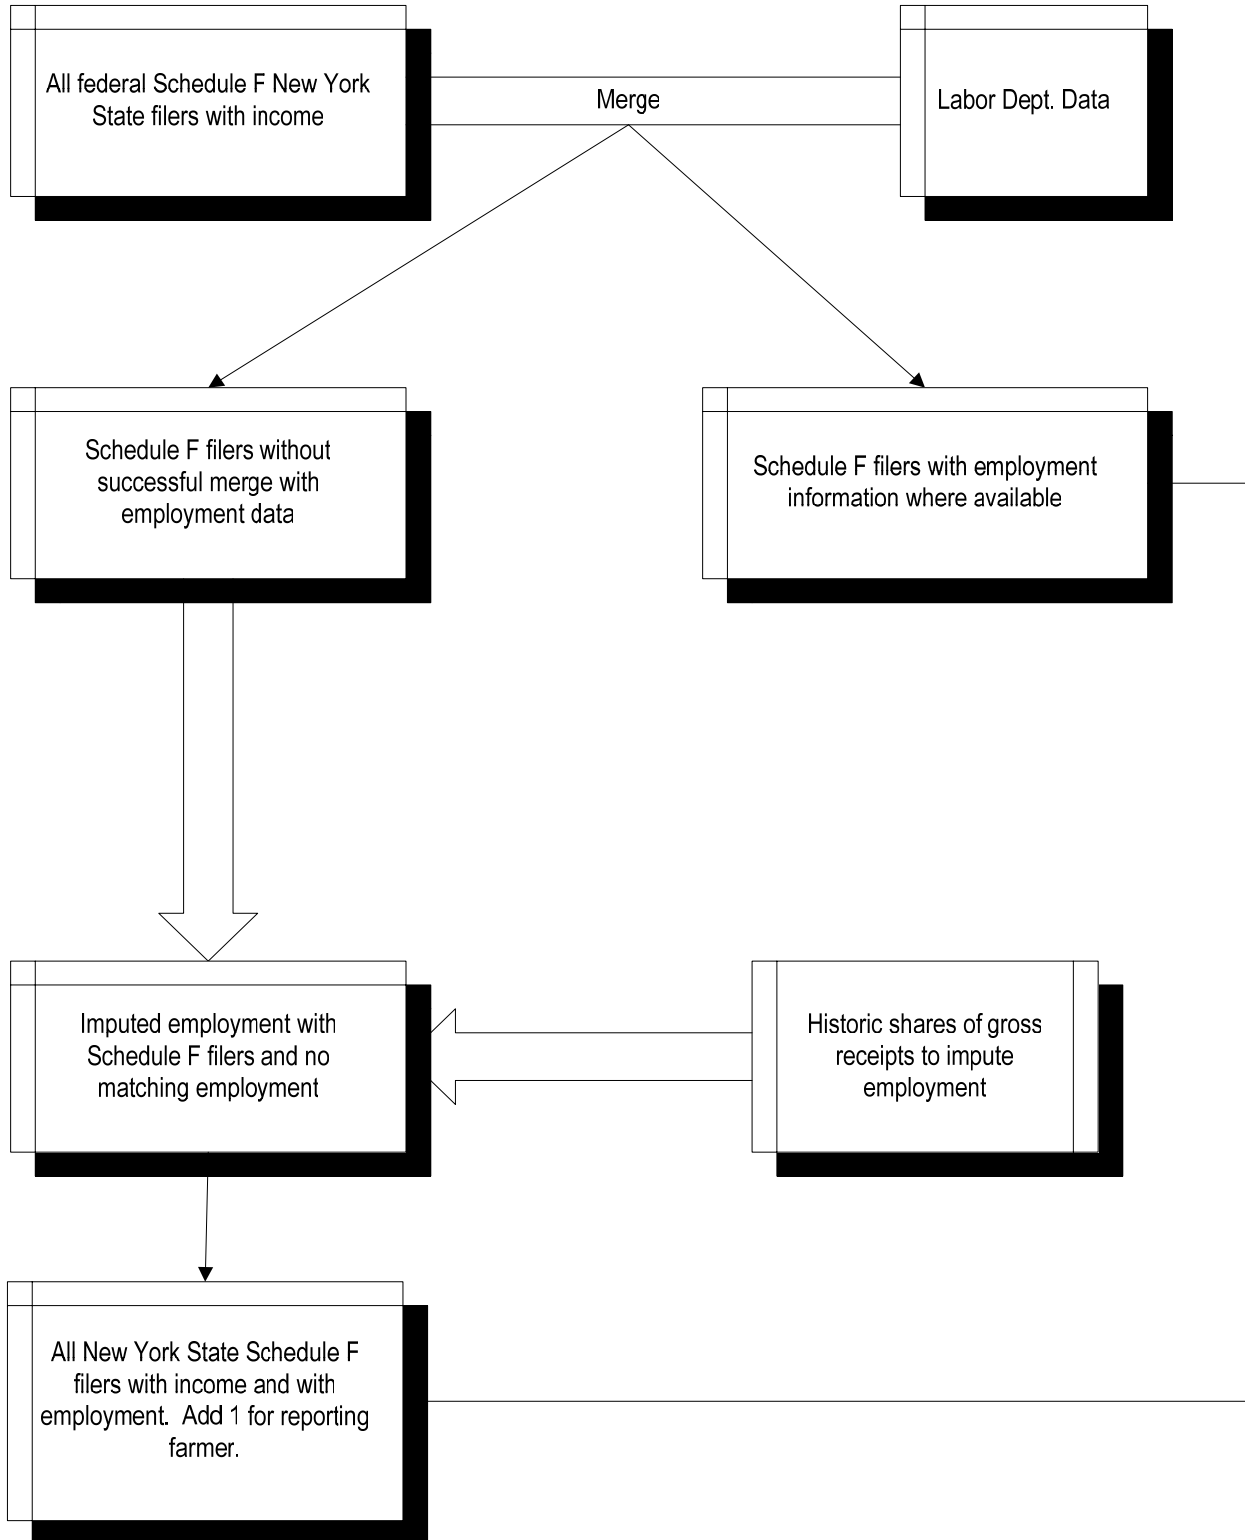 All federal Schedule F New York
State filers with income
Merge
Labor Dept. Data
Schedule F filers without
successful merge with
employment data
Schedule F filers with employment
information where available
Imputed employment with
Schedule F filers and no
matching employment
Historic shares of gross
receipts to impute
employment
All New York State Schedule F
filers with income and with
employment.  Add 1 for reporting
farmer.